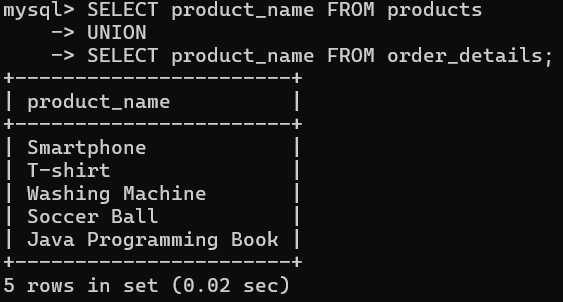 mysql> SELECT product_name FROM products
    -> UNION
    -> SELECT product_name FROM order_details;
+----------------------+
| product_name         |
+----------------------+
| Smartphone           |
| T-shirt              |
| Washing Machine      |
| Soccer Ball          |
| Java Programming Book |
+----------------------+
5 rows in set (0.02 sec)